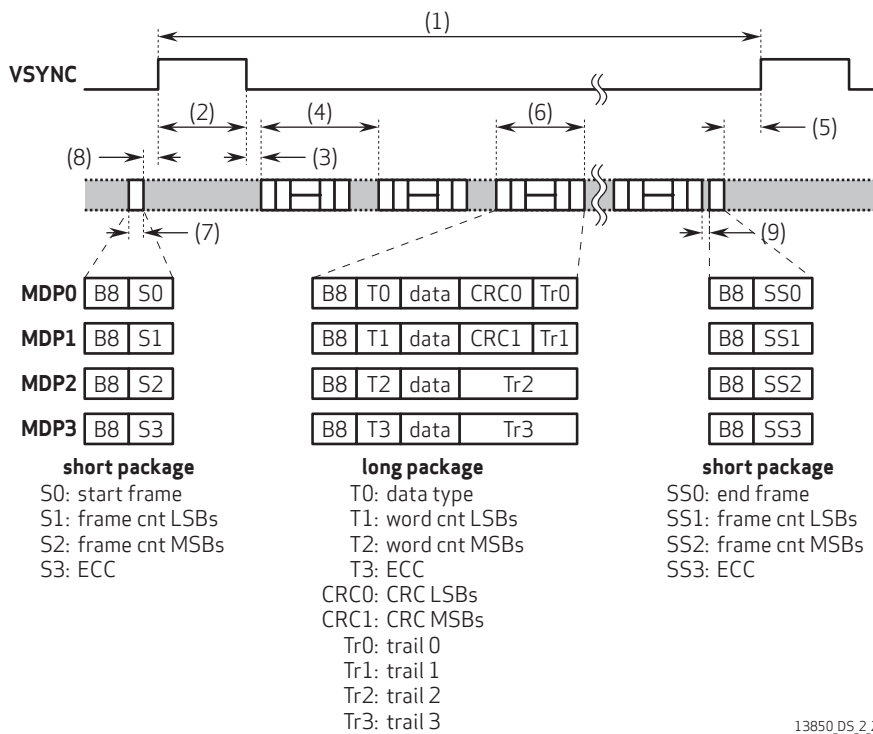 (1)
VSYNC
(2) (4) (6) (5)
(8) (3)
(7) (9)
MDP0 B8 S0 B8 T0 data CRC0 Tr0 B8 SS0
MDP1 B8 S1 B8 T1 data CRC1 Tr1 B8 SS1
MDP2 B8 S2 B8 T2 data Tr2 B8 SS2
MDP3 B8 S3 B8 T3 data Tr3 B8 SS3
short package
S0: start frame
S1: frame cnt LSBs
S2: frame cnt MSBs
S3: ECC
long package
T0: data type
T1: word cnt LSBs
T2: word cnt MSBs
T3: ECC
CRC0: CRC LSBs
CRC1: CRC MSBs
Tr0: trail 0
Tr1: trail 1
Tr2: trail 2
Tr3: trail 3
short package
SS0: end frame
SS1: frame cnt LSBs
SS2: frame cnt MSBs
SS3: ECC